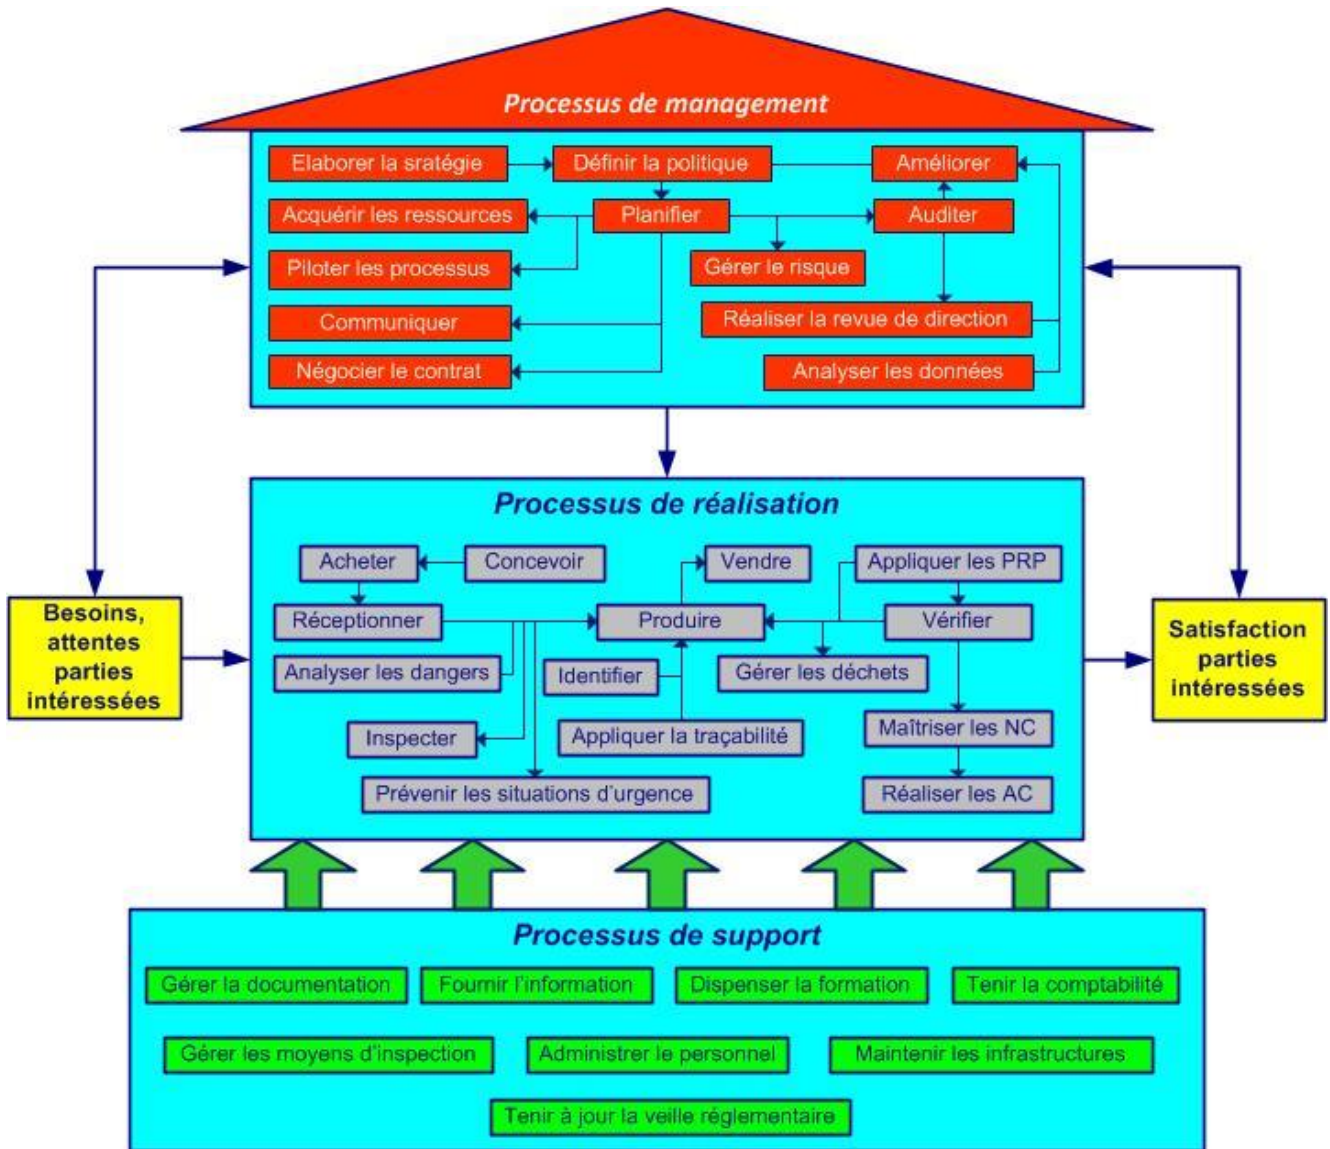 Processus de management
Elaborer la sratégie
Définir la politique
Améliorer
Acquérir les ressources
Planifier
Auditer
Piloter les processus
Gérer le risque
Communiquer
Réaliser la revue de direction
Négocier le contrat
Analyser les données
Processus de réalisation
Acheter
Concevoir
Vendre
Appliquer les PRP
Besoins,
attentes
parties
intéressées
Réceptionner
Produire
Vérifier
Analyser les dangers
Identifier
Gérer les déchets
Inspecter
Appliquer la traçabilité
Maîtriser les NC
Prévenir les situations d'urgence
Réaliser les AC
Satisfaction
parties
intéressées
Processus de support
Gérer la documentation
Fournir l'information
Dispenser la formation
Tenir la comptabilité
Gérer les moyens d'inspection
Administrer le personnel
Maintenir les infrastructures
Tenir à jour la veille réglementaire